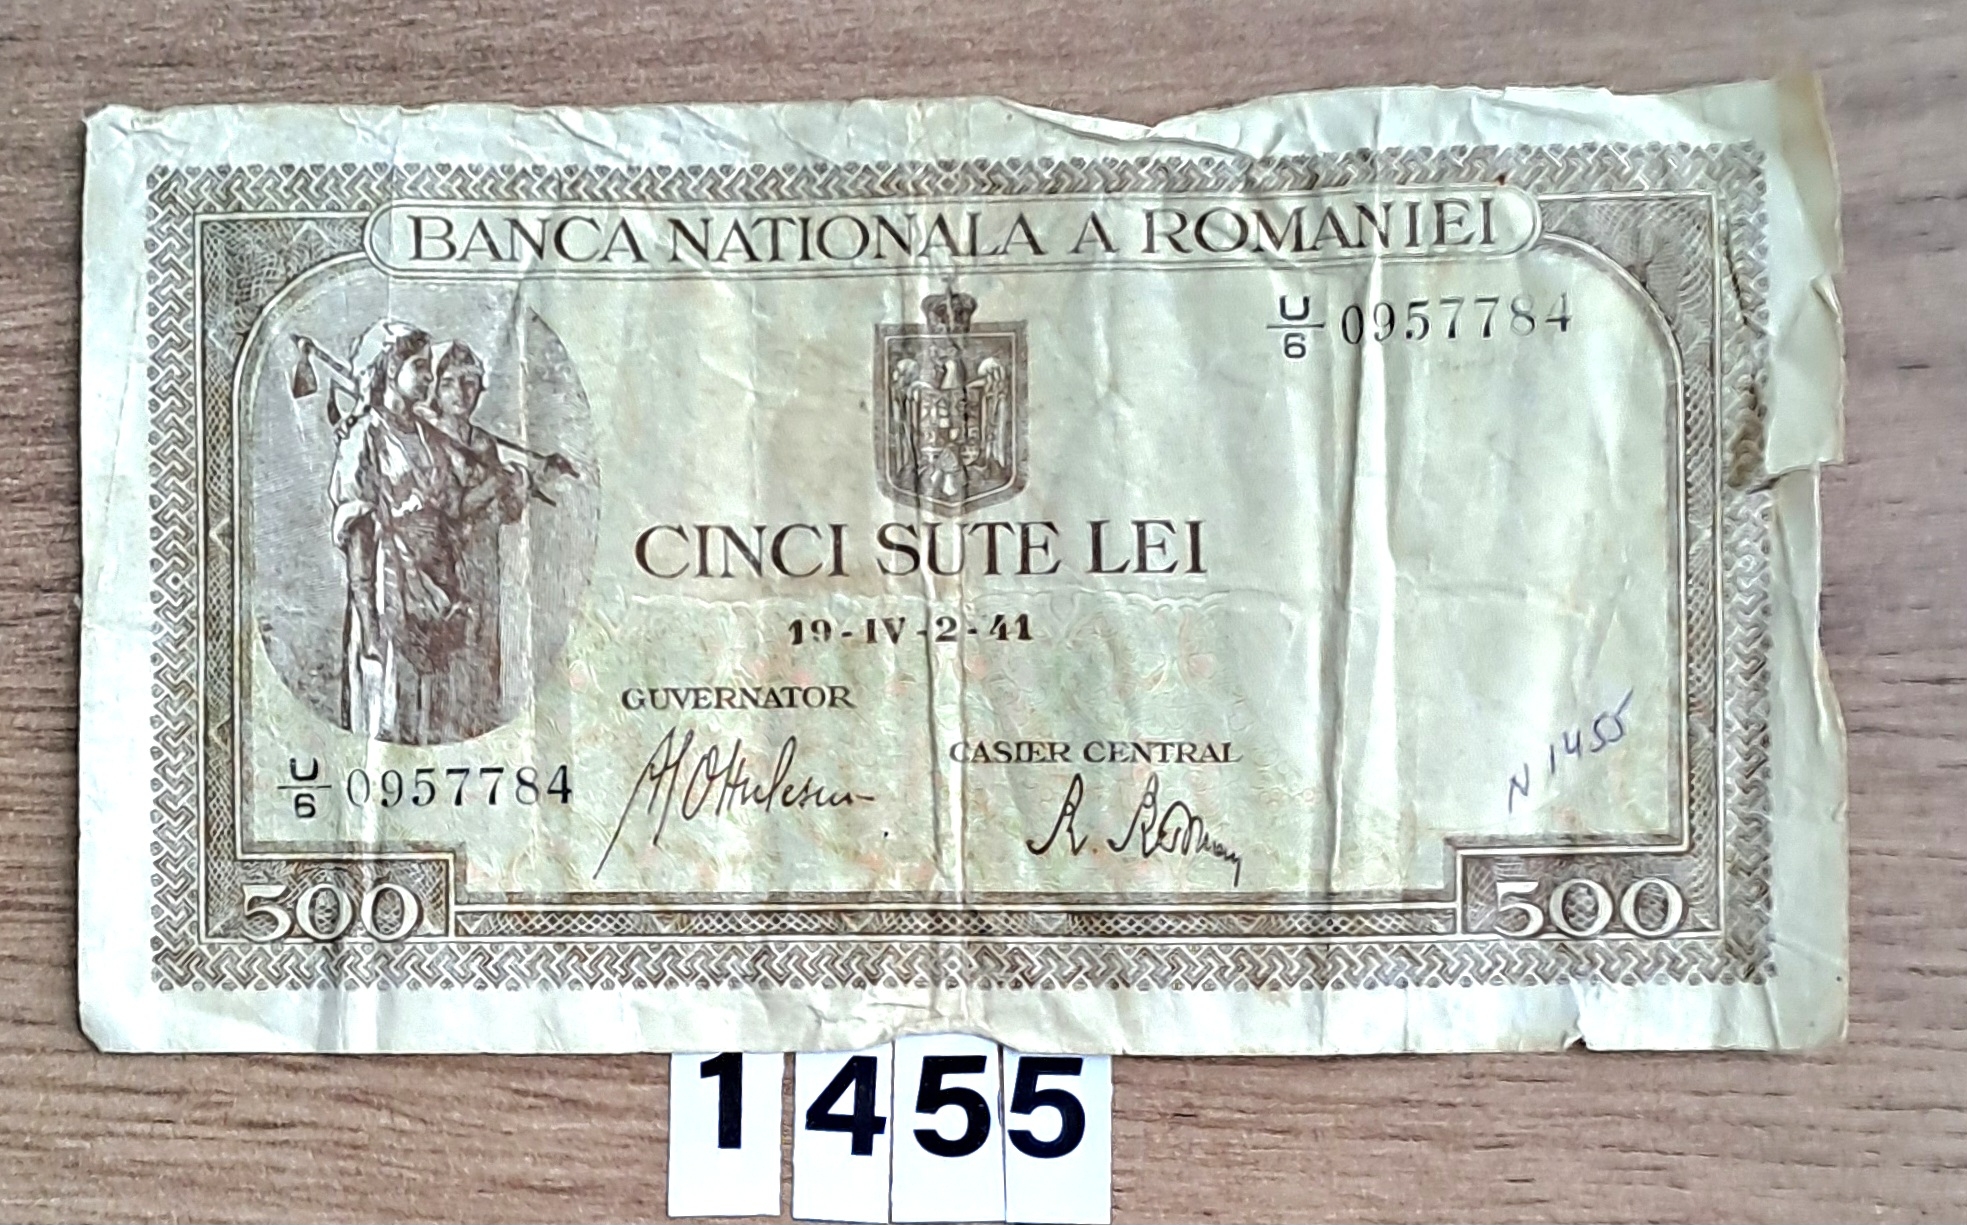 BANCA NATIONALA A ROMANIEI
U/6 0957784
CINCI SUTE LEI
19-IV-2-41
GUVERNATOR
CASIER CENTRAL
N 1455
U/6 0957784
500
500
1455